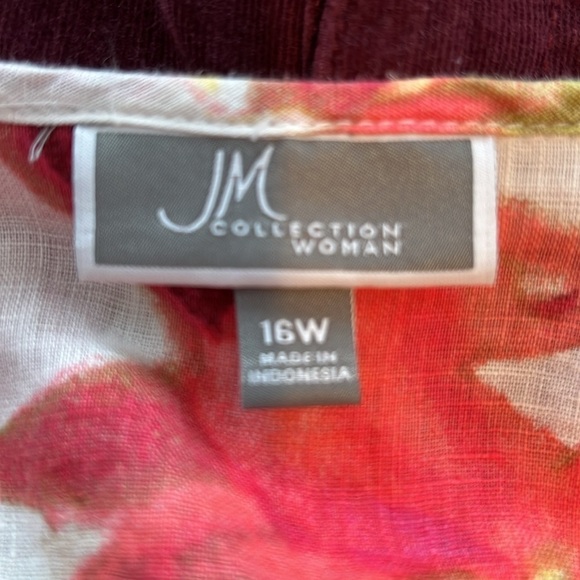 JM
COLLECTION
WOMAN
16W
MADE IN
INDONESIA